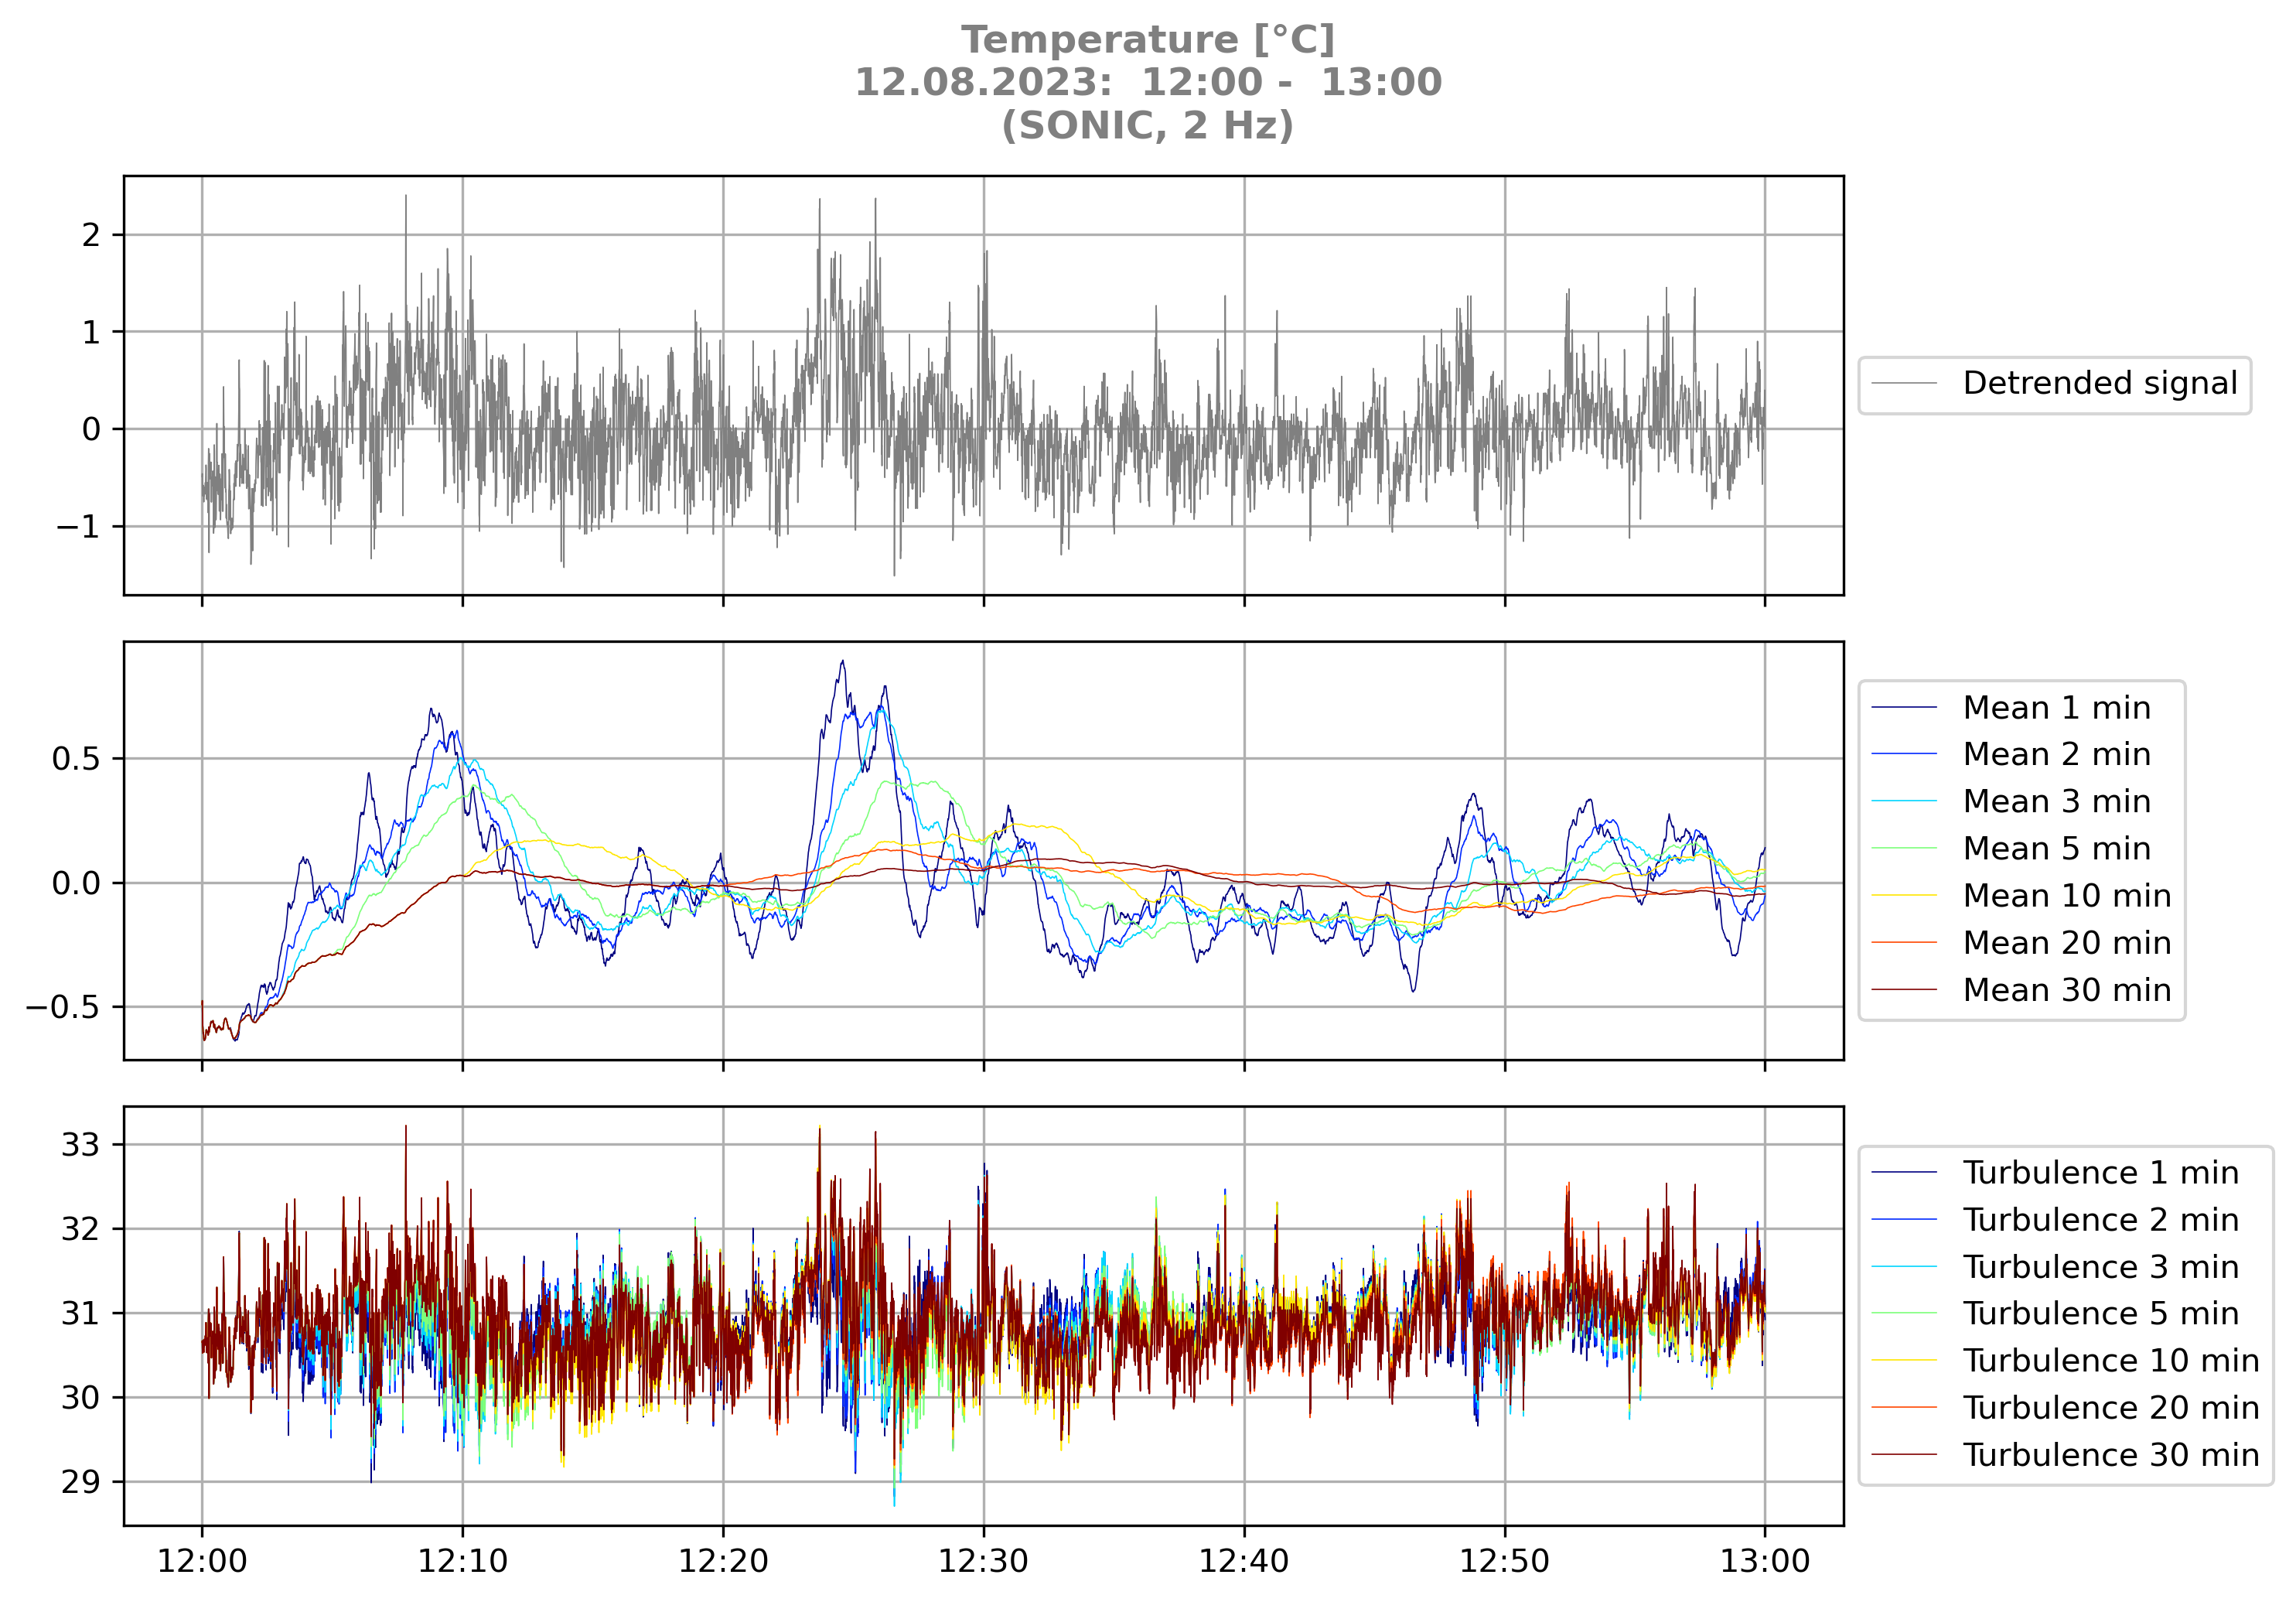 Temperature [°C]
12.08.2023:  12:00 -  13:00
(SONIC, 2 Hz)
2
1
0
−1
Detrended signal
0.5
0.0
−0.5
Mean 1 min
Mean 2 min
Mean 3 min
Mean 5 min
Mean 10 min
Mean 20 min
Mean 30 min
33
32
31
30
29
Turbulence 1 min
Turbulence 2 min
Turbulence 3 min
Turbulence 5 min
Turbulence 10 min
Turbulence 20 min
Turbulence 30 min
12:00 12:10 12:20 12:30 12:40 12:50 13:00